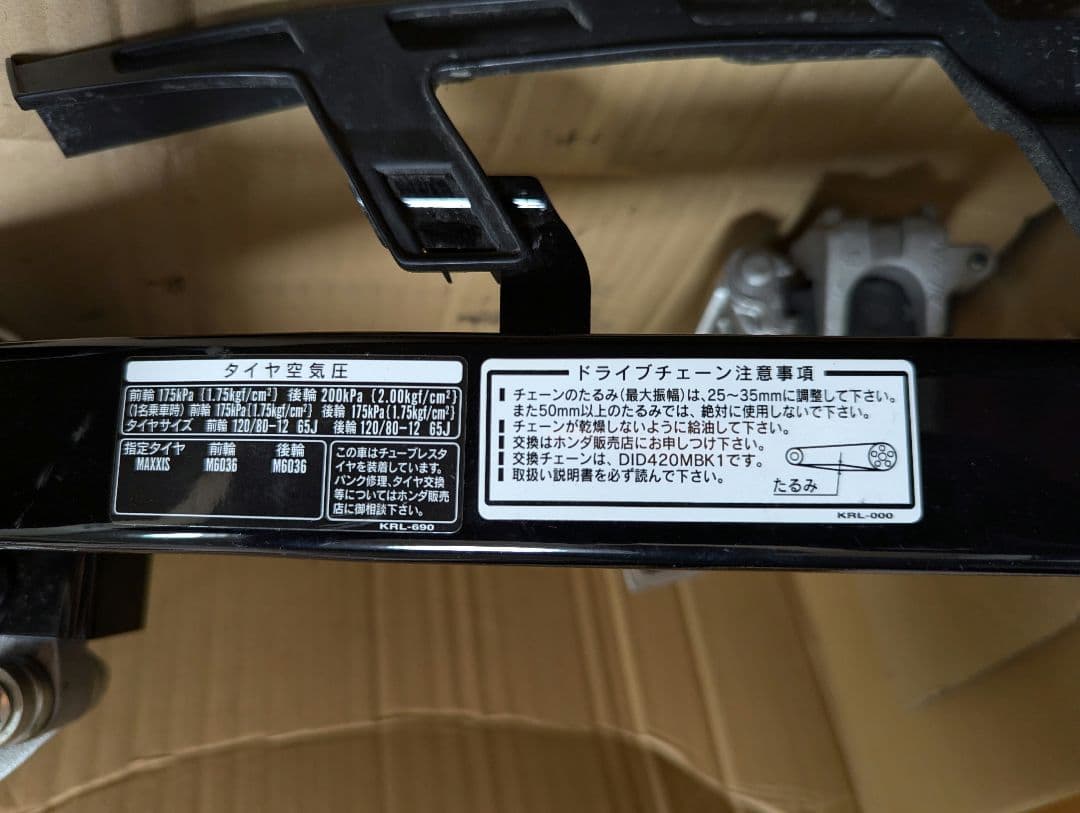 タイヤ空気圧
前輪 175kPa (1.75kgf/cm²) 後輪 200kPa (2.00kgf/cm²)
(1名乗車時) 前輪 175kPa(1.75kgf/cm²) 後輪 175kPa(1.75kgf/cm²)
タイヤサイズ 前輪 120/80-12 65J 後輪 120/80-12 65J
指定タイヤ 前輪 後輪
MAXXIS M6036 M6036
この車はチューブレスタ
イヤを装着しています。
パンク修理、タイヤ交換
等についてはホンダ販売
店に御相談下さい。
KRL-690
ドライブチェーン注意事項
チェーンのたるみ(最大振幅)は、25〜35mmに調整して下さい。
また50mm以上のたるみでは、絶対に使用しないで下さい。
チェーンが乾燥しないように給油して下さい。
交換はホンダ販売店にお申しつけ下さい。
交換チェーンは、DID420MBK1です。
取扱い説明書を必ず読んで下さい。
たるみ
KRL-000